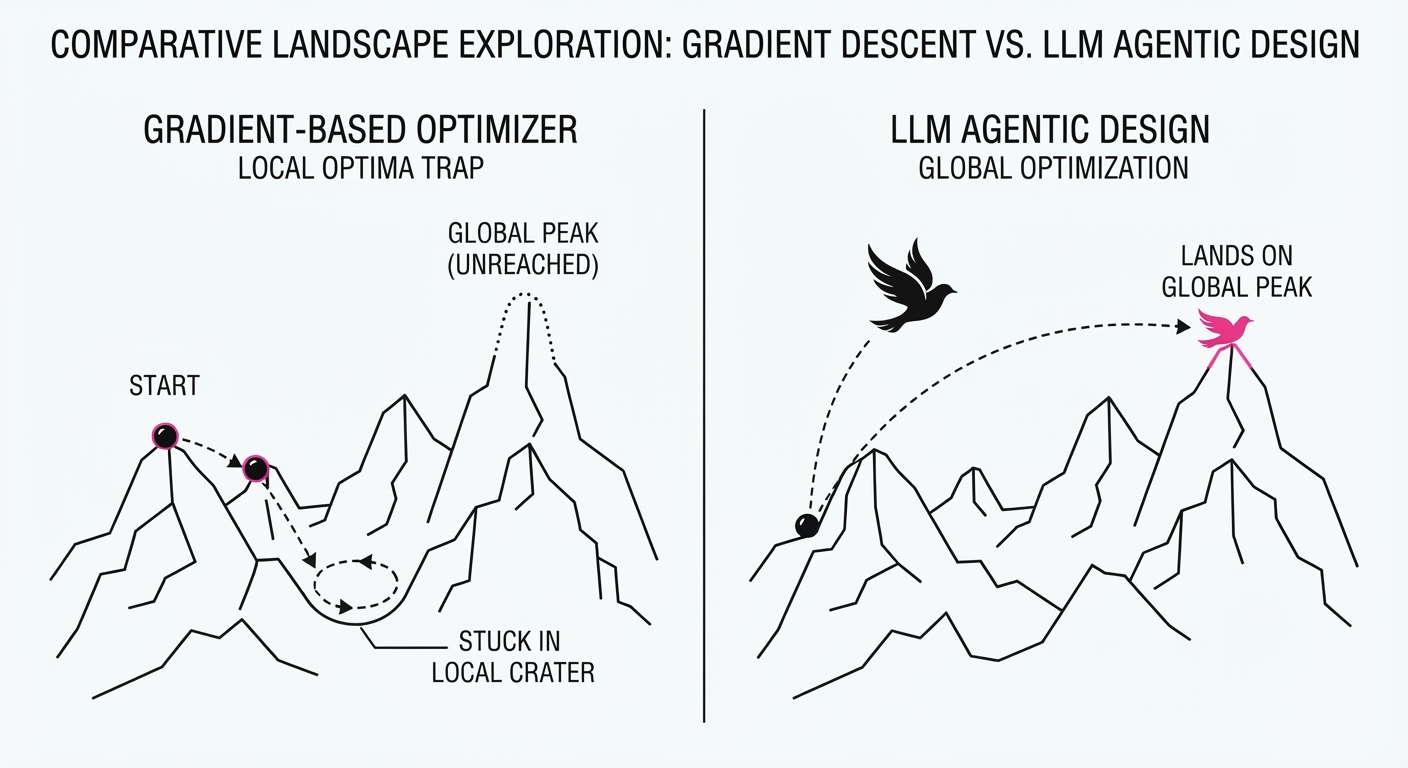 COMPARATIVE LANDSCAPE EXPLORATION: GRADIENT DESCENT VS. LLM AGENTIC DESIGN
GRADIENT-BASED OPTIMIZER
LOCAL OPTIMA TRAP
GLOBAL PEAK
(UNREACHED)
START
STUCK IN
LOCAL CRATER
LLM AGENTIC DESIGN
GLOBAL OPTIMIZATION
LANDS ON
GLOBAL PEAK